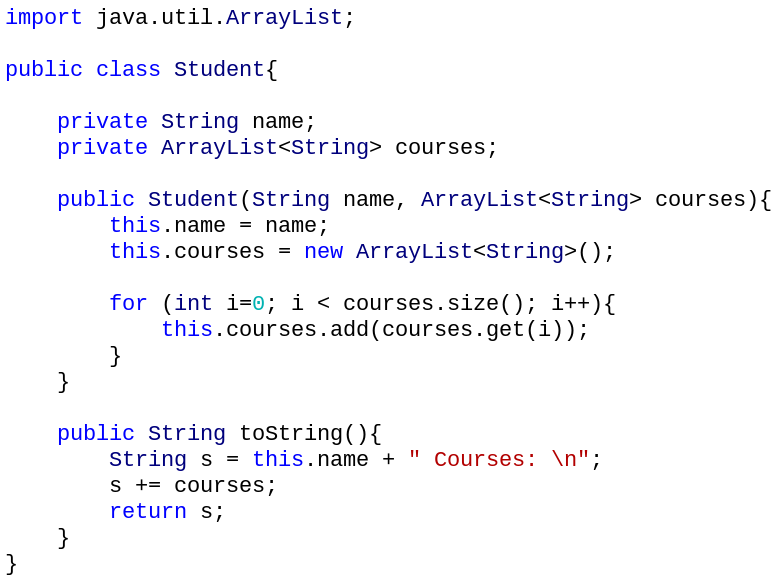 import java.util.ArrayList;

public class Student{

    private String name;
    private ArrayList<String> courses;

    public Student(String name, ArrayList<String> courses){
        this.name = name;
        this.courses = new ArrayList<String>();

        for (int i=0; i < courses.size(); i++){
            this.courses.add(courses.get(i));
        }
    }

    public String toString(){
        String s = this.name + " Courses: \n";
        s += courses;
        return s;
    }
}